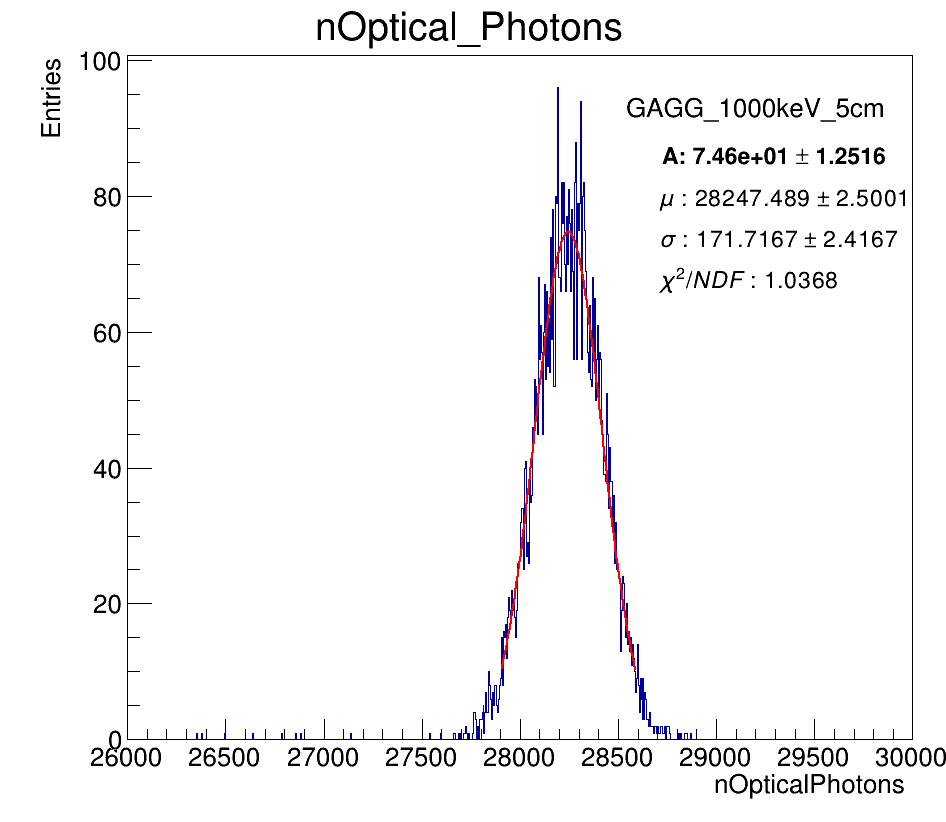 nOptical_Photons
Entries
100
80
60
40
20
0
GAGG_1000keV_5cm
A: 7.46e+01 ± 1.2516
μ : 28247.489 ± 2.5001
σ : 171.7167 ± 2.4167
χ²/NDF : 1.0368
26000 26500 27000 27500 28000 28500 29000 29500 30000
nOpticalPhotons